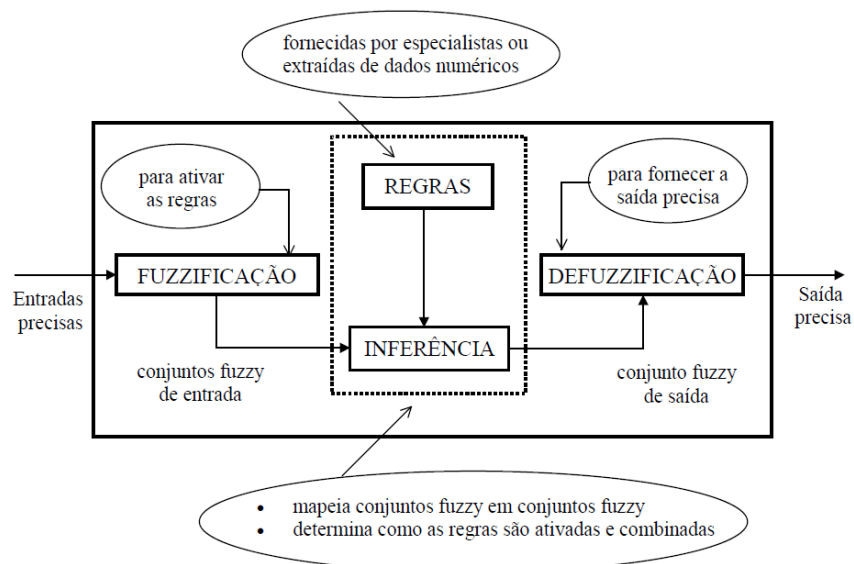 fornecidas por especialistas ou
extraídas de dados numéricos
para ativar
as regras
REGRAS
para fornecer a
saída precisa
FUZZIFICAÇÃO
DEFUZZIFICAÇÃO
Entradas
precisas
Saída
precisa
INFERÊNCIA
conjuntos fuzzy
de entrada
conjunto fuzzy
de saída
• mapeia conjuntos fuzzy em conjuntos fuzzy
• determina como as regras são ativadas e combinadas